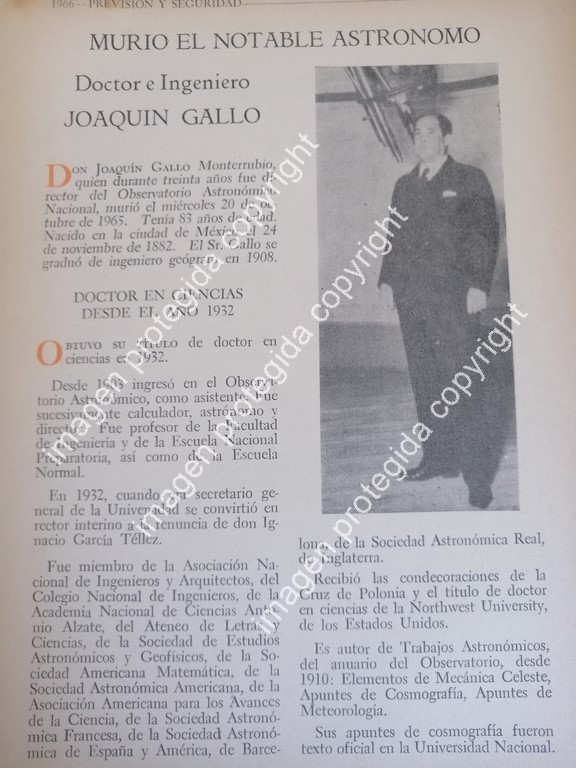 1966 -- PREVISION Y SEGURIDAD
MURIO EL NOTABLE ASTRONOMO
Doctor e Ingeniero
JOAQUIN GALLO
DON JOAQUÍN GALLO Monterrubio,
quien durante treinta años fue di-
rector del Observatorio Astronómico
Nacional, murió el miércoles 20 de oc-
tubre de 1965. Tenía 83 años de edad.
Nacido en la ciudad de México el 24
de noviembre de 1882. El Sr. Gallo se
graduó de ingeniero geógrafo en 1908.
DOCTOR EN CIENCIAS
DESDE EL AÑO 1932
OBTUVO SU TÍTULO de doctor en
ciencias en 1932.
Desde 1903 ingresó en el Observa-
torio Astronómico, como asistente. Fue
sucesivamente calculador, astrónomo y
director. Fue profesor de la Facultad
de Ingeniería y de la Escuela Nacional
Preparatoria, así como de la Escuela
Normal.
En 1932, cuando era secretario ge-
neral de la Universidad se convirtió en
rector interino a la renuncia de don Ig-
nacio García Téllez.
Fue miembro de la Asociación Na-
cional de Ingenieros y Arquitectos, del
Colegio Nacional de Ingenieros, de la
Academia Nacional de Ciencias Anto-
nio Alzate, del Ateneo de Letras y
Ciencias, de la Sociedad de Estudios
Astronómicos y Geofísicos, de la So-
ciedad Americana Matemática, de la
Sociedad Astronómica Americana, de la
Asociación Americana para los Avances
de la Ciencia, de la Sociedad Astronó-
mica Francesa, de la Sociedad Astronó-
mica de España y América, de Barce-
lona, de la Sociedad Astronómica Real,
de Inglaterra.
Recibió las condecoraciones de la
Cruz de Polonia y el título de doctor
en ciencias de la Northwest University,
de los Estados Unidos.
Es autor de Trabajos Astronómicos,
del anuario del Observatorio, desde
1910: Elementos de Mecánica Celeste,
Apuntes de Cosmografía, Apuntes de
Meteorología.
Sus apuntes de cosmografía fueron
texto oficial en la Universidad Nacional.
imagen protegida copyright
imagen protegida copyright
imagen protegida copyright